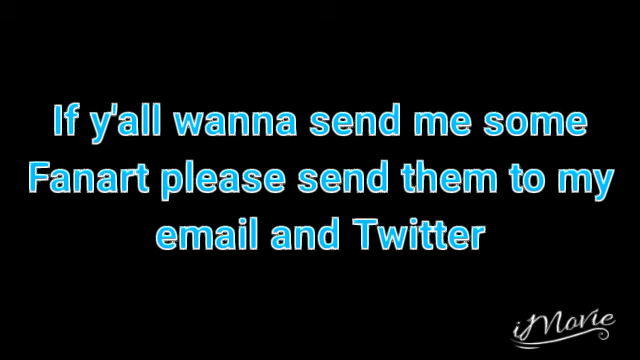 If y'all wanna send me some
Fanart please send them to my
email and Twitter
iMovie